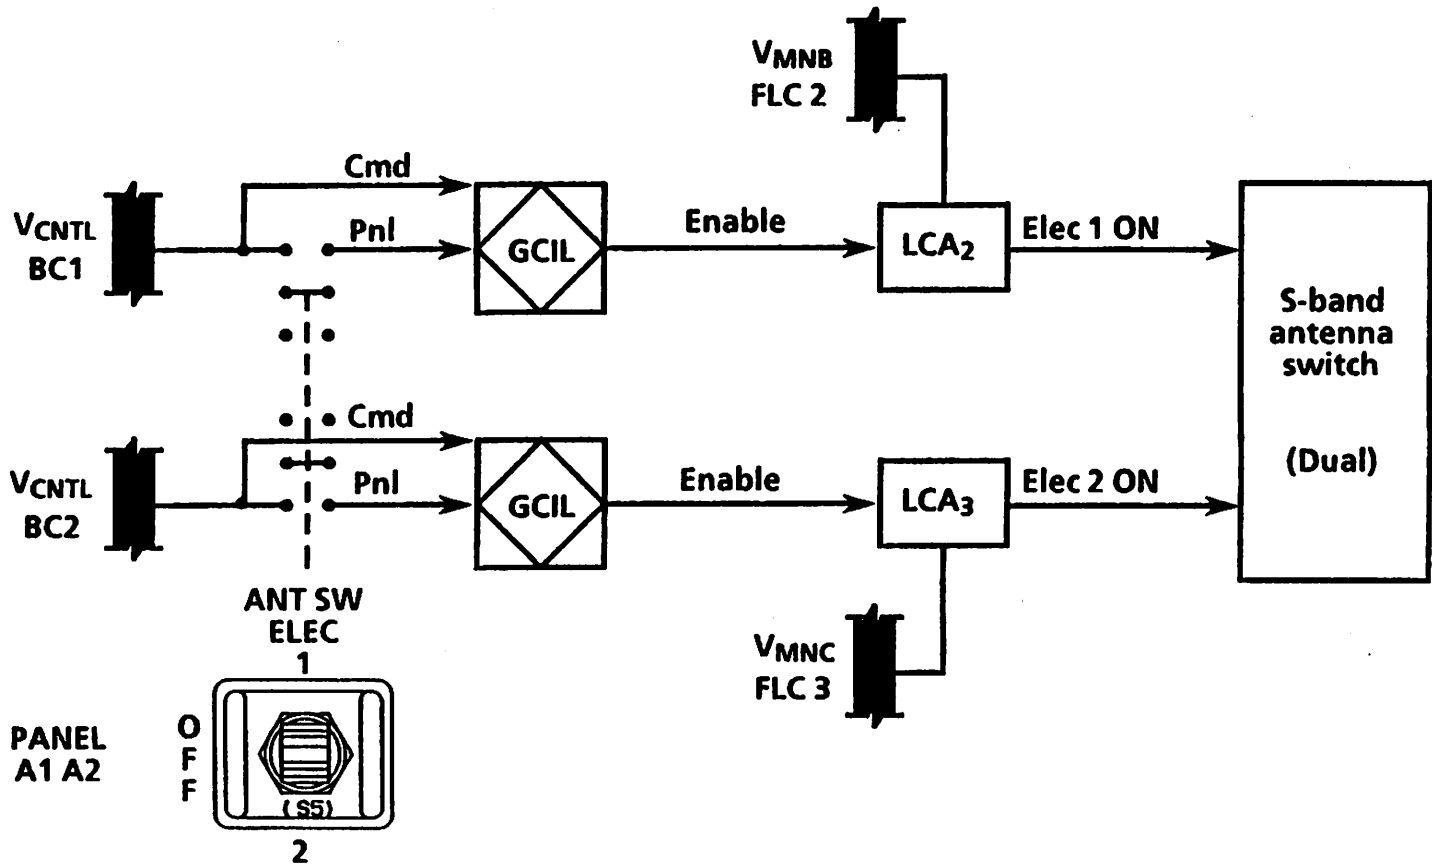 VMNB
FLC 2
Cmd
VCNTL
BC1
Pnl
GCIL
Enable
LCA2
Elec 1 ON
S-band
antenna
switch
(Dual)
Cmd
VCNTL
BC2
Pnl
GCIL
Enable
LCA3
Elec 2 ON
ANT SW
ELEC
1
VMNC
FLC 3
PANEL
A1 A2
OFF
(S5)
2